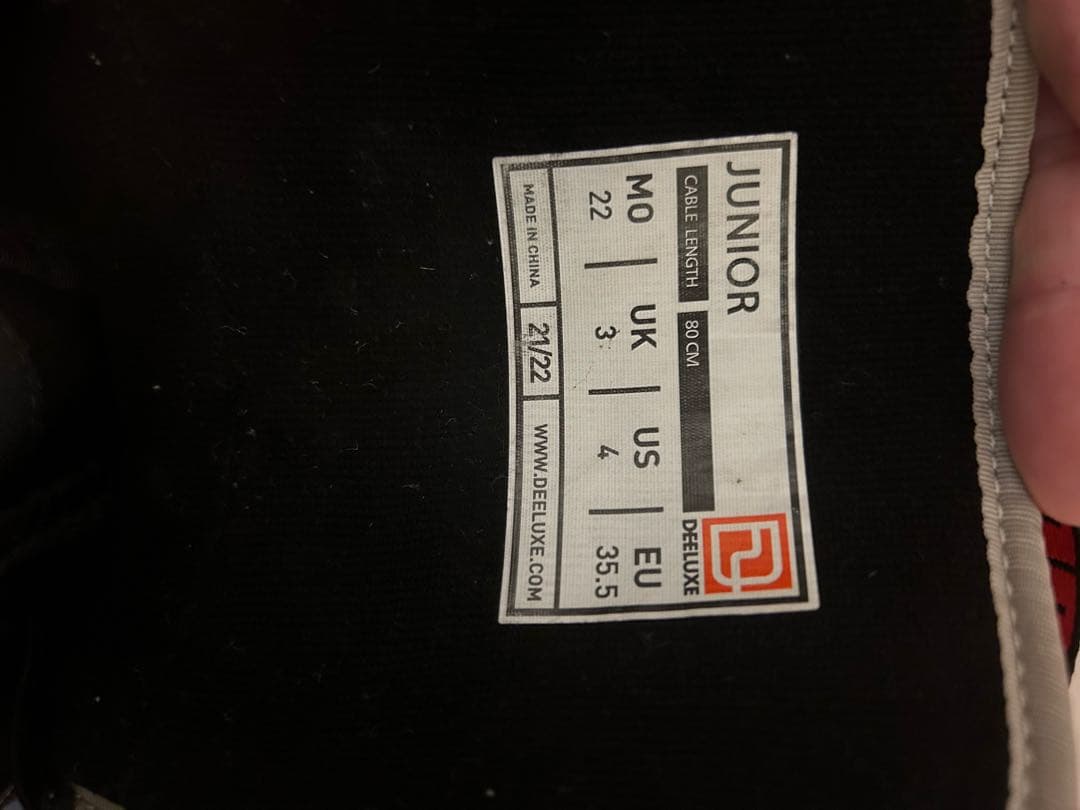 JUNIOR
CABLE LENGTH 80 CM
DEELUXE
MO | UK | US | EU
22 | 3 | 4 | 35.5
MADE IN CHINA 21/22 WWW.DEELUXE.COM